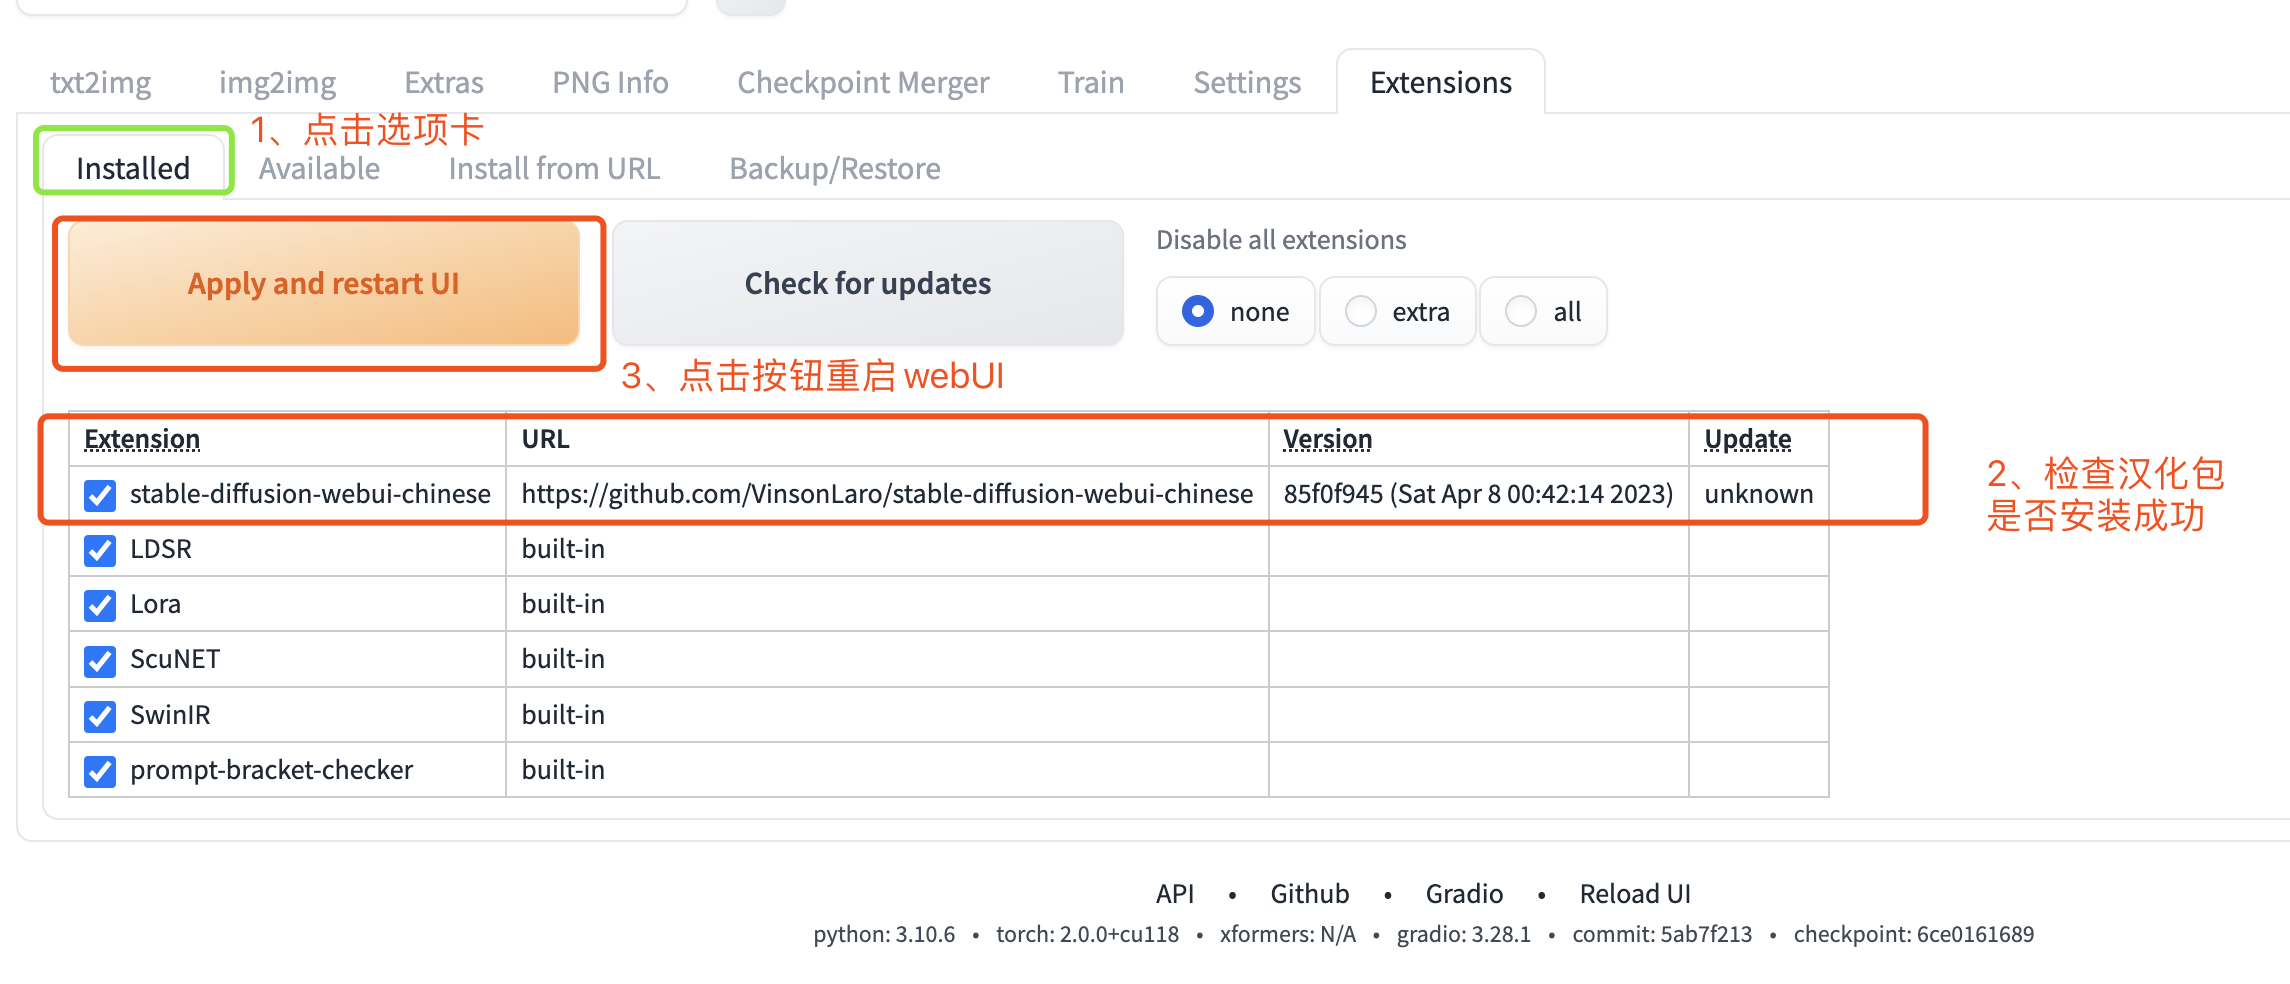 txt2img img2img Extras PNG Info Checkpoint Merger Train Settings Extensions
1、点击选项卡
Installed Available Install from URL Backup/Restore
Apply and restart UI Check for updates
Disable all extensions
none extra all
3、点击按钮重启webUI
Extension URL Version Update
stable-diffusion-webui-chinese https://github.com/VinsonLaro/stable-diffusion-webui-chinese 85f0f945 (Sat Apr 8 00:42:14 2023) unknown
2、检查汉化包
是否安装成功
LDSR built-in
Lora built-in
ScuNET built-in
SwinIR built-in
prompt-bracket-checker built-in
API • Github • Gradio • Reload UI
python: 3.10.6 • torch: 2.0.0+cu118 • xformers: N/A • gradio: 3.28.1 • commit: 5ab7f213 • checkpoint: 6ce0161689